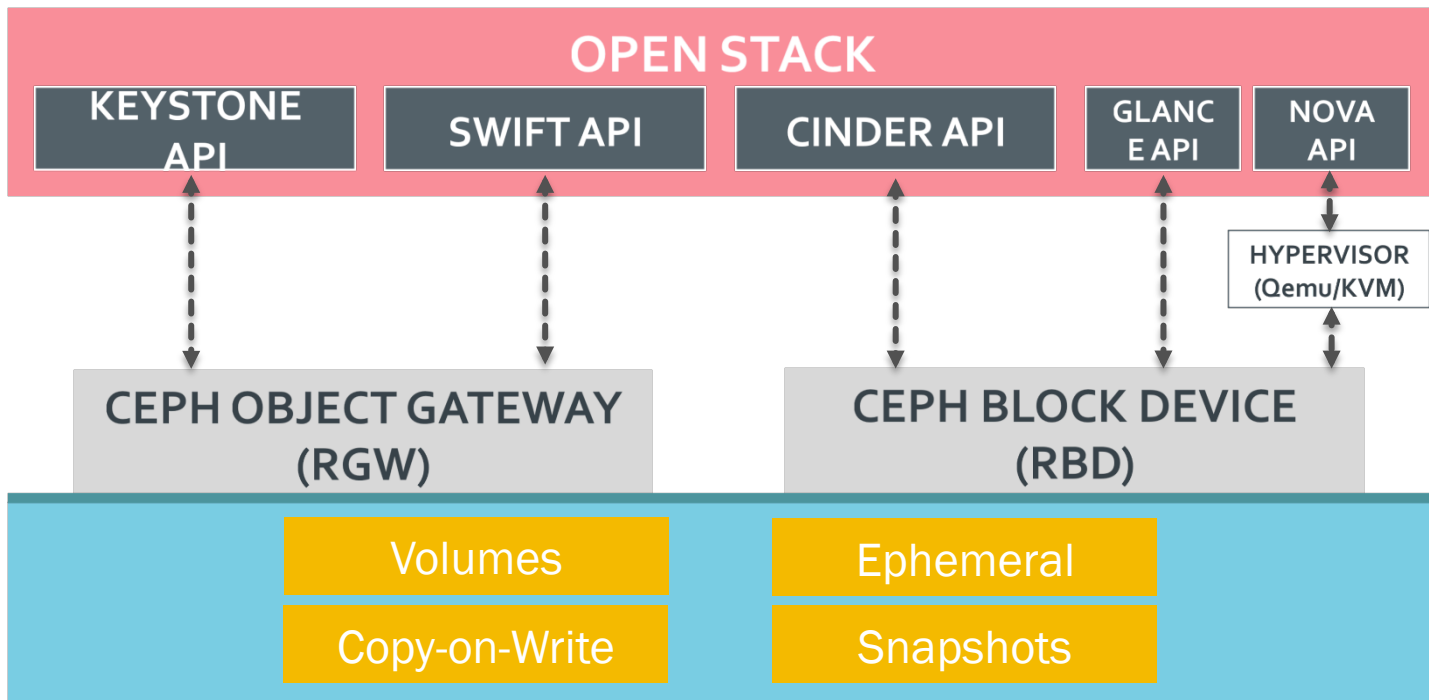 OPEN STACK
KEYSTONE
API
SWIFT API
CINDER API
GLANC
E API
NOVA
API
HYPERVISOR
(Qemu/KVM)
CEPH OBJECT GATEWAY
(RGW)
CEPH BLOCK DEVICE
(RBD)
Volumes
Ephemeral
Copy-on-Write
Snapshots